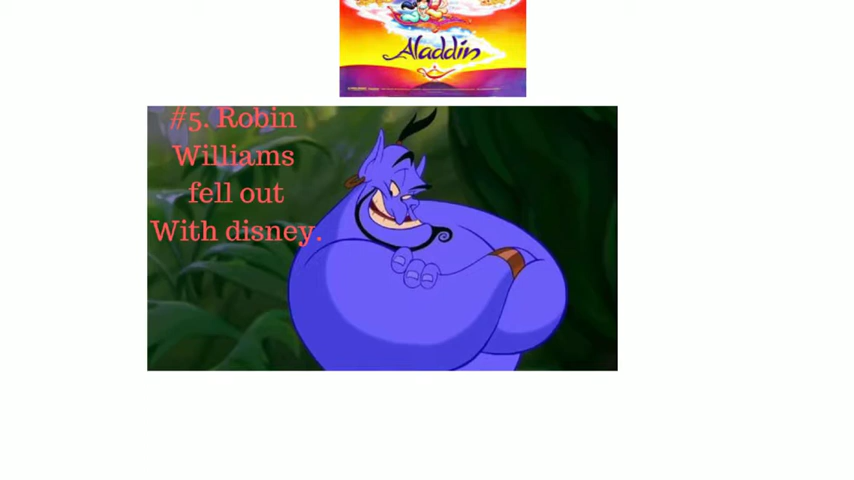 Aladdin
#5. Robin
Williams
fell out
With disney.